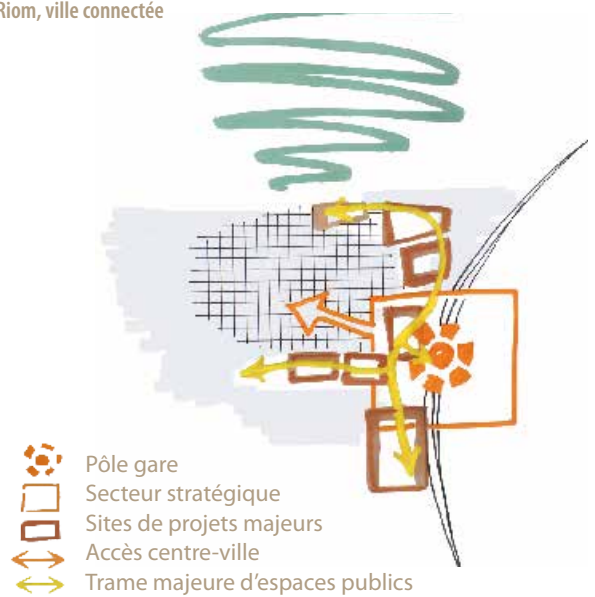 Riom, ville connectée
Pôle gare
Secteur stratégique
Sites de projets majeurs
Accès centre-ville
Trame majeure d'espaces publics